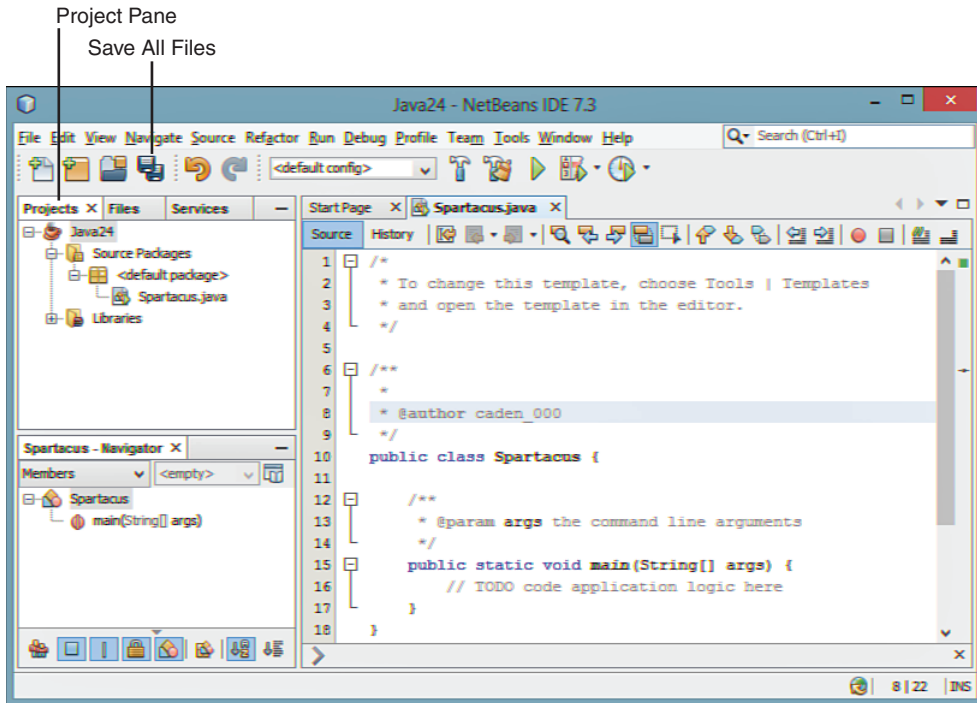 Project Pane
Save All Files
Java24 - NetBeans IDE 7.3
File Edit View Navigate Source Refactor Run Debug Profile Team Tools Window Help
Search (Ctrl+I)
<default config>
Projects Files Services
Java24
Source Packages
<default package>
Spartacus.java
Libraries
Spartacus - Navigator
Members <empty>
Spartacus
main(String[] args)
Start Page Spartacus.java
Source History
1 /*
2 * To change this template, choose Tools | Templates
3 * and open the template in the editor.
4 */
5
6 /**
7 *
8 * @author caden_000
9 */
10 public class Spartacus {
11
12 /**
13 * @param args the command line arguments
14 */
15 public static void main(String[] args) {
16 // TODO code application logic here
17 }
18 }
8|22 INS